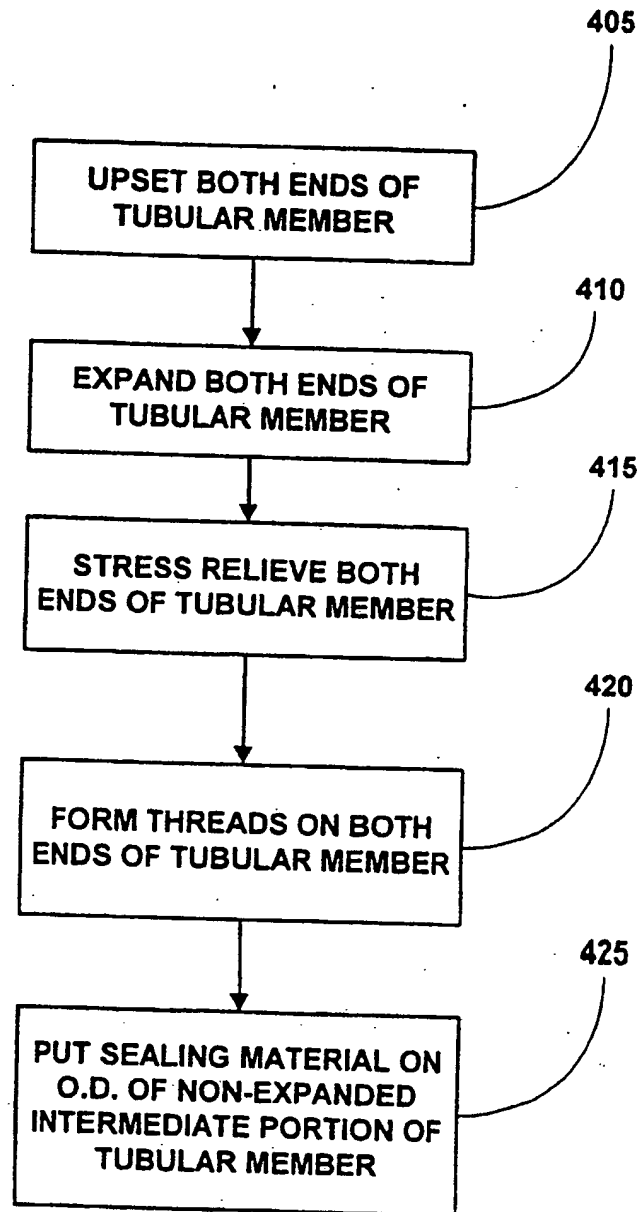 405
UPSET BOTH ENDS OF
TUBULAR MEMBER
410
EXPAND BOTH ENDS OF
TUBULAR MEMBER
415
STRESS RELIEVE BOTH
ENDS OF TUBULAR MEMBER
420
FORM THREADS ON BOTH
ENDS OF TUBULAR MEMBER
425
PUT SEALING MATERIAL ON
O.D. OF NON-EXPANDED
INTERMEDIATE PORTION OF
TUBULAR MEMBER